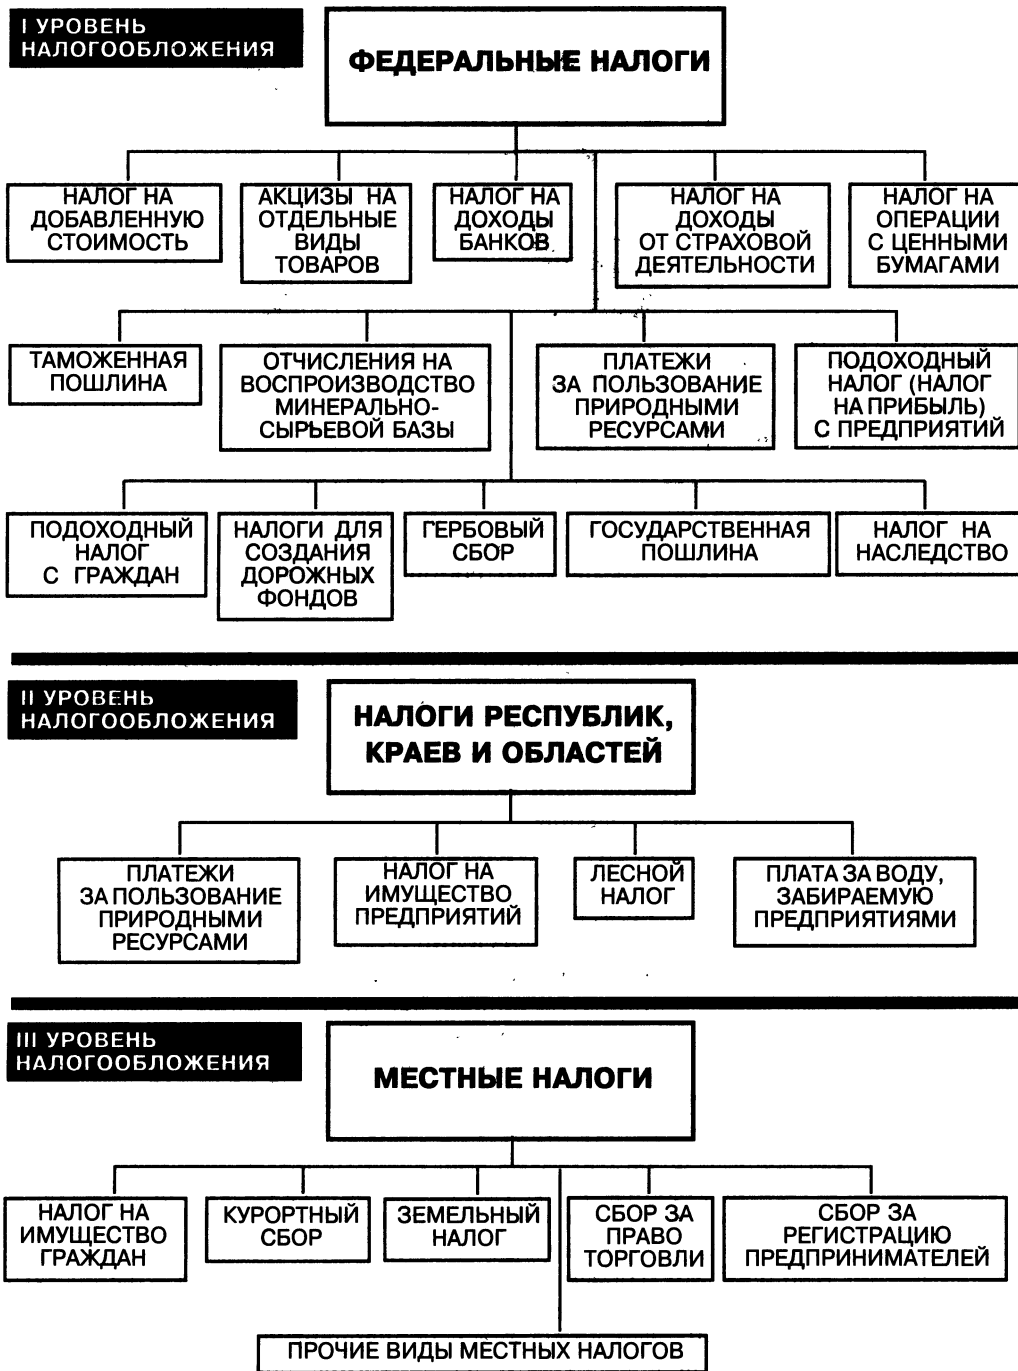 I УРОВЕНЬ
НАЛОГООБЛОЖЕНИЯ
ФЕДЕРАЛЬНЫЕ НАЛОГИ
НАЛОГ НА
ДОБАВЛЕННУЮ
СТОИМОСТЬ
АКЦИЗЫ НА
ОТДЕЛЬНЫЕ
ВИДЫ
ТОВАРОВ
НАЛОГ НА
ДОХОДЫ
БАНКОВ
НАЛОГ НА
ДОХОДЫ
ОТ СТРАХОВОЙ
ДЕЯТЕЛЬНОСТИ
НАЛОГ НА
ОПЕРАЦИИ
С ЦЕННЫМИ
БУМАГАМИ
ТАМОЖЕННАЯ
ПОШЛИНА
ОТЧИСЛЕНИЯ НА
ВОСПРОИЗВОДСТВО
МИНЕРАЛЬНО-
СЫРЬЕВОЙ БАЗЫ
ПЛАТЕЖИ
ЗА ПОЛЬЗОВАНИЕ
ПРИРОДНЫМИ
РЕСУРСАМИ
ПОДОХОДНЫЙ
НАЛОГ (НАЛОГ
НА ПРИБЫЛЬ)
С ПРЕДПРИЯТИЙ
ПОДОХОДНЫЙ
НАЛОГ
С ГРАЖДАН
НАЛОГИ ДЛЯ
СОЗДАНИЯ
ДОРОЖНЫХ
ФОНДОВ
ГЕРБОВЫЙ
СБОР
ГОСУДАРСТВЕННАЯ
ПОШЛИНА
НАЛОГ НА
НАСЛЕДСТВО
II УРОВЕНЬ
НАЛОГООБЛОЖЕНИЯ
НАЛОГИ РЕСПУБЛИК,
КРАЕВ И ОБЛАСТЕЙ
ПЛАТЕЖИ
ЗА ПОЛЬЗОВАНИЕ
ПРИРОДНЫМИ
РЕСУРСАМИ
НАЛОГ НА
ИМУЩЕСТВО
ПРЕДПРИЯТИЙ
ЛЕСНОЙ
НАЛОГ
ПЛАТА ЗА ВОДУ,
ЗАБИРАЕМУЮ
ПРЕДПРИЯТИЯМИ
III УРОВЕНЬ
НАЛОГООБЛОЖЕНИЯ
МЕСТНЫЕ НАЛОГИ
НАЛОГ НА
ИМУЩЕСТВО
ГРАЖДАН
КУРОРТНЫЙ
СБОР
ЗЕМЕЛЬНЫЙ
НАЛОГ
СБОР ЗА
ПРАВО
ТОРГОВЛИ
СБОР ЗА
РЕГИСТРАЦИЮ
ПРЕДПРИНИМАТЕЛЕЙ
ПРОЧИЕ ВИДЫ МЕСТНЫХ НАЛОГОВ